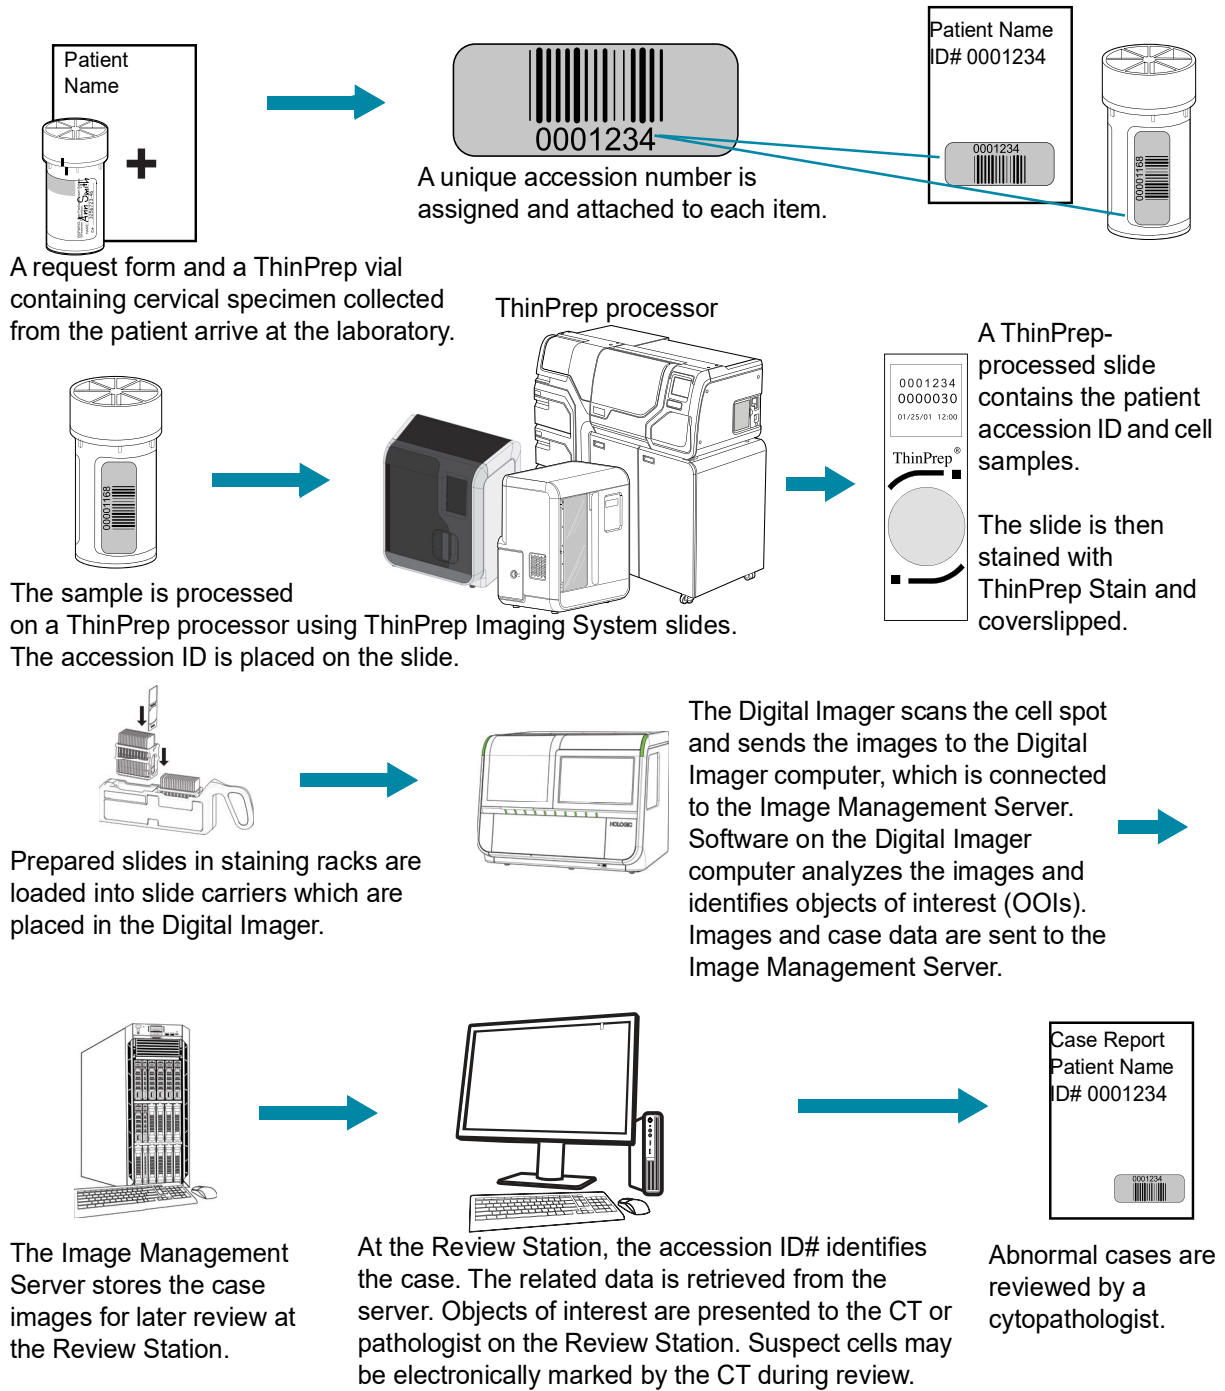 Patient
Name
Ann Smith
0001234
A unique accession number is
assigned and attached to each item.
Patient Name
ID# 0001234
0001234
00001168
A request form and a ThinPrep vial
containing cervical specimen collected
from the patient arrive at the laboratory.
ThinPrep processor
00001168
The sample is processed
on a ThinPrep processor using ThinPrep Imaging System slides.
The accession ID is placed on the slide.
0001234
0000030
01/25/01 12:00
ThinPrep®
A ThinPrep-
processed slide
contains the patient
accession ID and cell
samples.
The slide is then
stained with
ThinPrep Stain and
coverslipped.
Prepared slides in staining racks are
loaded into slide carriers which are
placed in the Digital Imager.
HOLOGIC
The Digital Imager scans the cell spot
and sends the images to the Digital
Imager computer, which is connected
to the Image Management Server.
Software on the Digital Imager
computer analyzes the images and
identifies objects of interest (OOIs).
Images and case data are sent to the
Image Management Server.
The Image Management
Server stores the case
images for later review at
the Review Station.
At the Review Station, the accession ID# identifies
the case. The related data is retrieved from the
server. Objects of interest are presented to the CT or
pathologist on the Review Station. Suspect cells may
be electronically marked by the CT during review.
Case Report
Patient Name
ID# 0001234
0001234
Abnormal cases are
reviewed by a
cytopathologist.